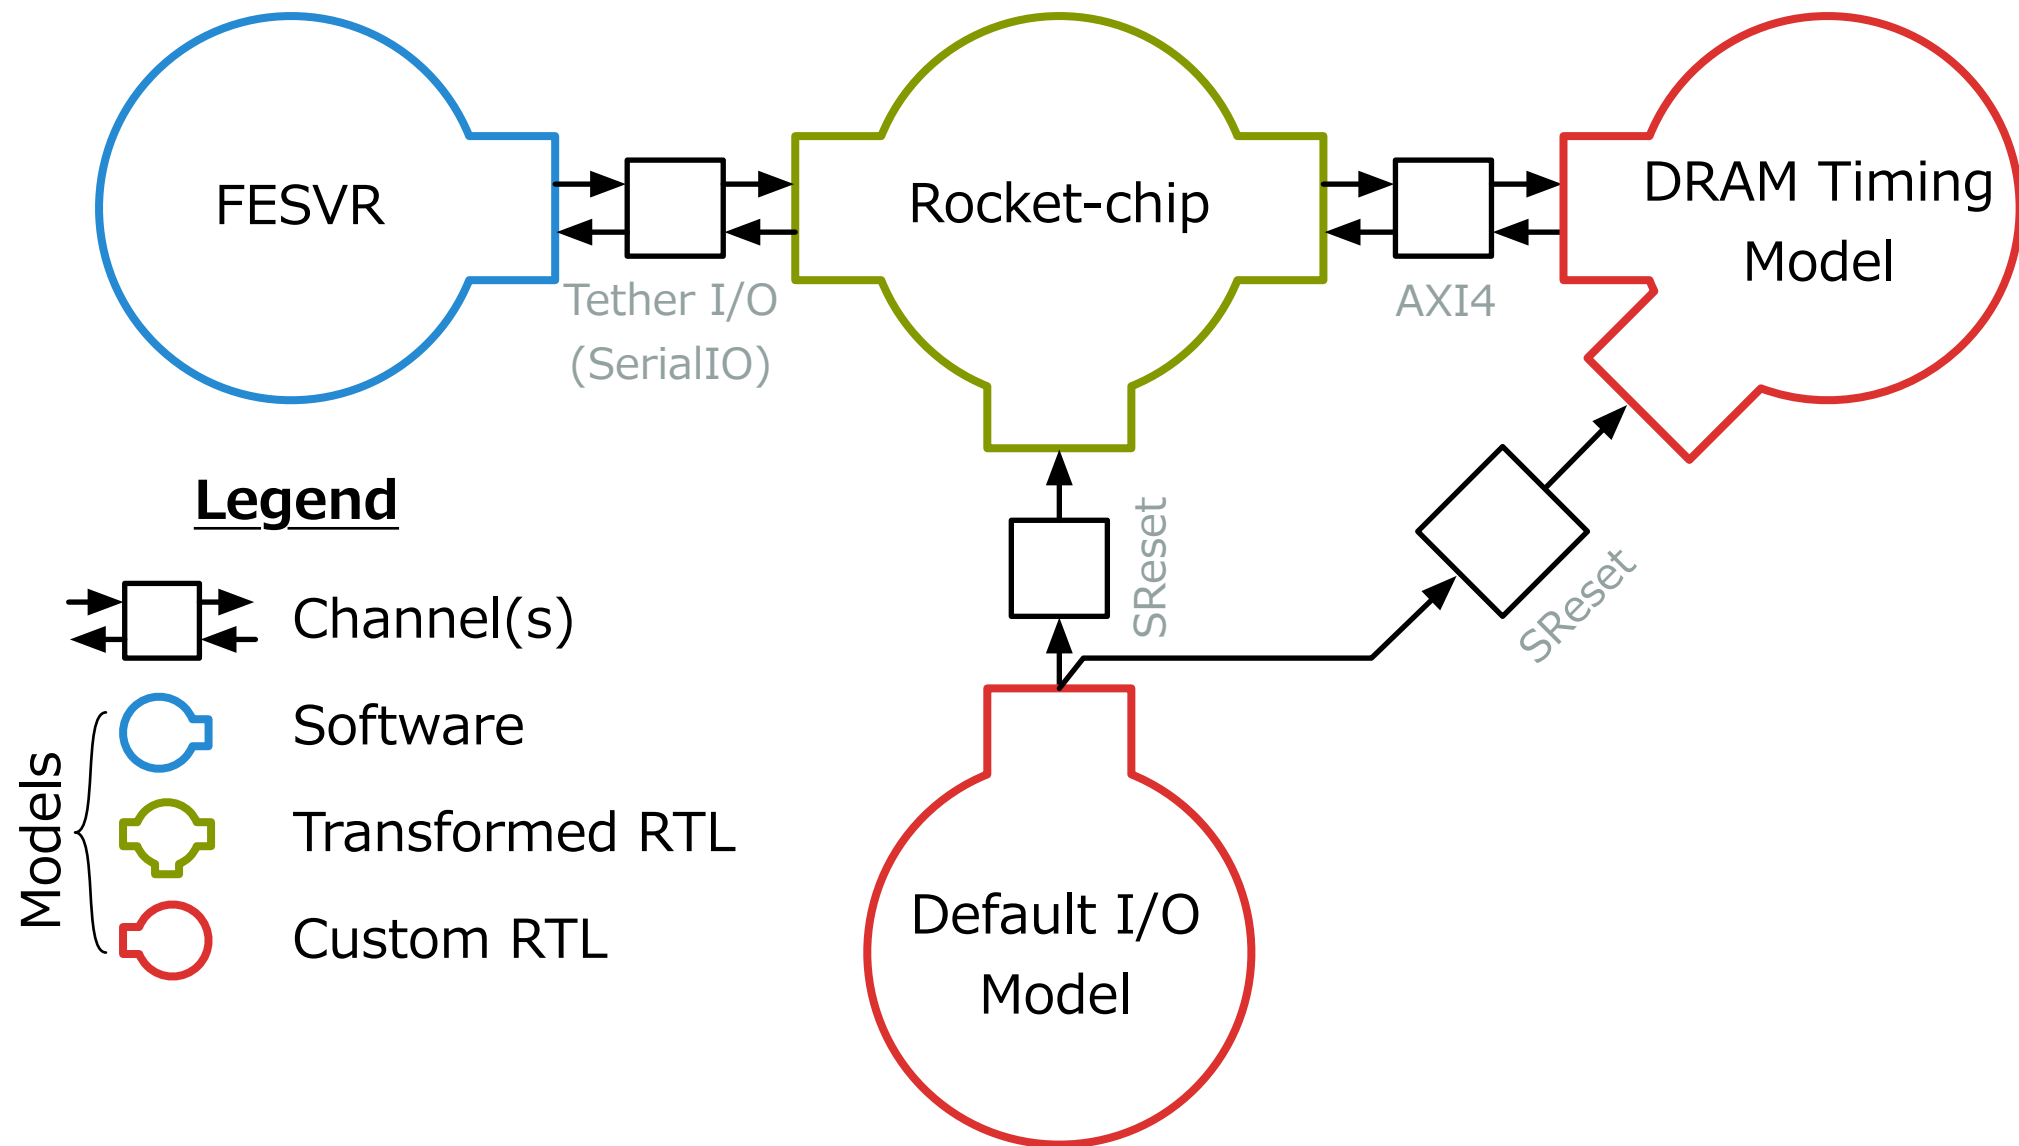 FESVR
Rocket-chip
DRAM Timing
Model
Tether I/O
(SerialIO)
AXI4
SReset
SReset
Legend
Channel(s)
Models
Software
Transformed RTL
Custom RTL
Default I/O
Model